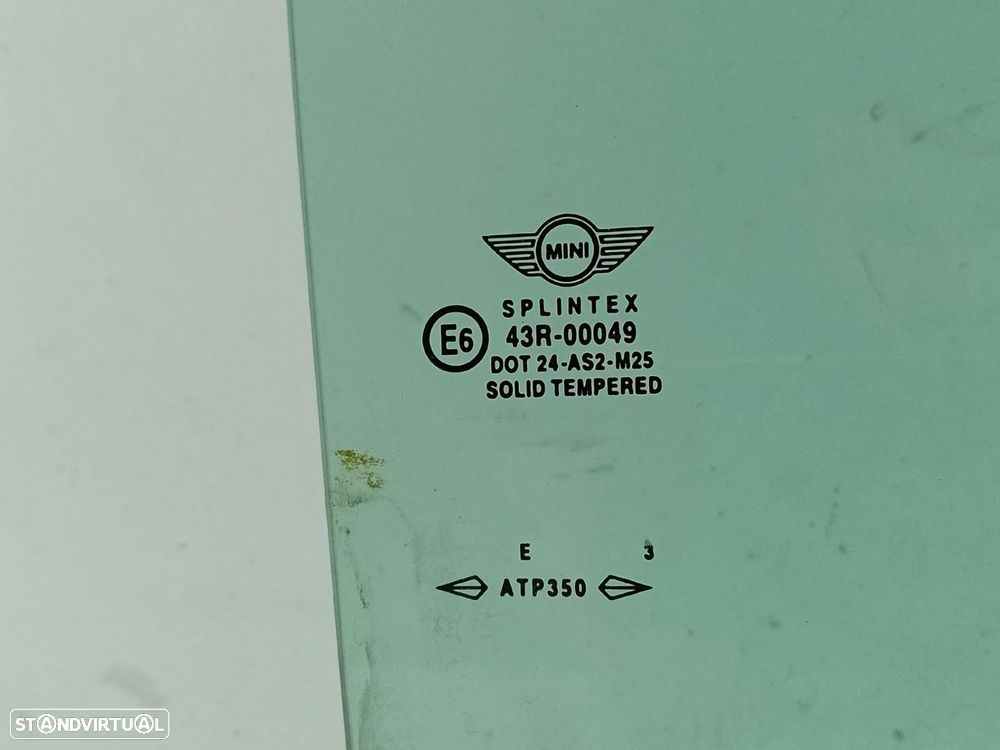 MINI
SPLINTEX
E6
43R-00049
DOT 24-AS2-M25
SOLID TEMPERED
E 3
ATP350
STANDVIRTUAL